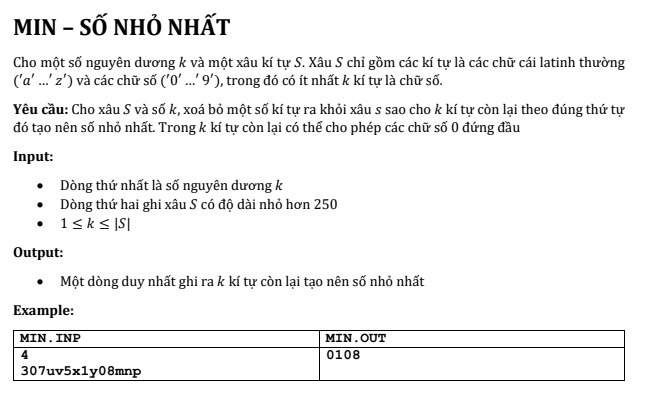 MIN – SỐ NHỎ NHẤT
Cho một số nguyên dương k và một xâu kí tự S. Xâu S chỉ gồm các kí tự là các chữ cái latinh thường
('a' …' z') và các chữ số ('0' …' 9'), trong đó có ít nhất k kí tự là chữ số.
Yêu cầu: Cho xâu S và số k, xoá bỏ một số kí tự ra khỏi xâu s sao cho k kí tự còn lại theo đúng thứ tự
đó tạo nên số nhỏ nhất. Trong k kí tự còn lại có thể cho phép các chữ số 0 đứng đầu
Input:
• Dòng thứ nhất là số nguyên dương k
• Dòng thứ hai ghi xâu S có độ dài nhỏ hơn 250
• 1 ≤ k ≤ |S|
Output:
• Một dòng duy nhất ghi ra k kí tự còn lại tạo nên số nhỏ nhất
Example:
MIN.INP MIN.OUT
4 0108
307uv5x1y08mnp